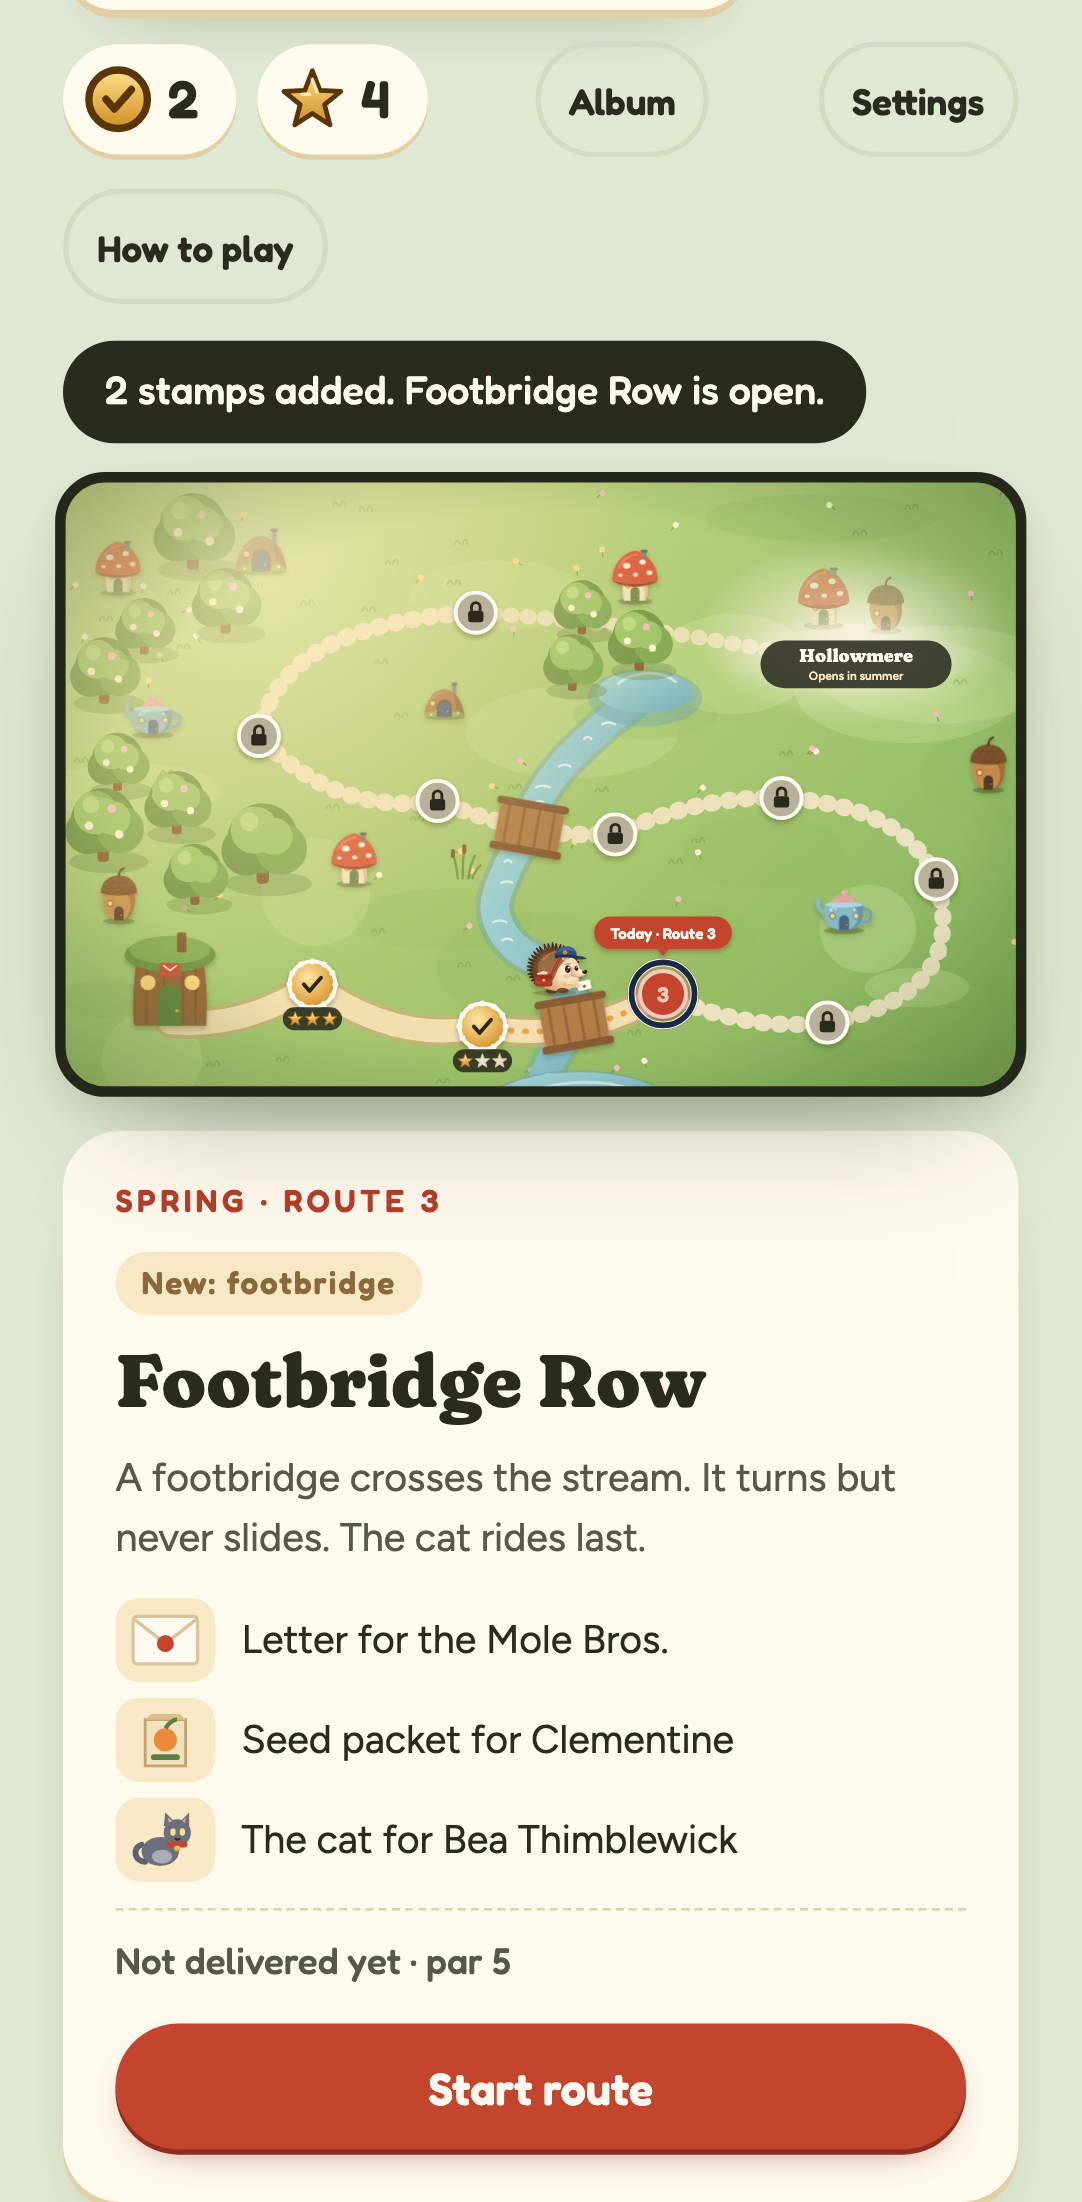 2
4
Album
Settings
How to play
2 stamps added. Footbridge Row is open.
Hollowmere
Opens in summer
Today · Route 3
3
SPRING · ROUTE 3
New: footbridge
Footbridge Row
A footbridge crosses the stream. It turns but
never slides. The cat rides last.
Letter for the Mole Bros.
Seed packet for Clementine
The cat for Bea Thimblewick
Not delivered yet · par 5
Start route